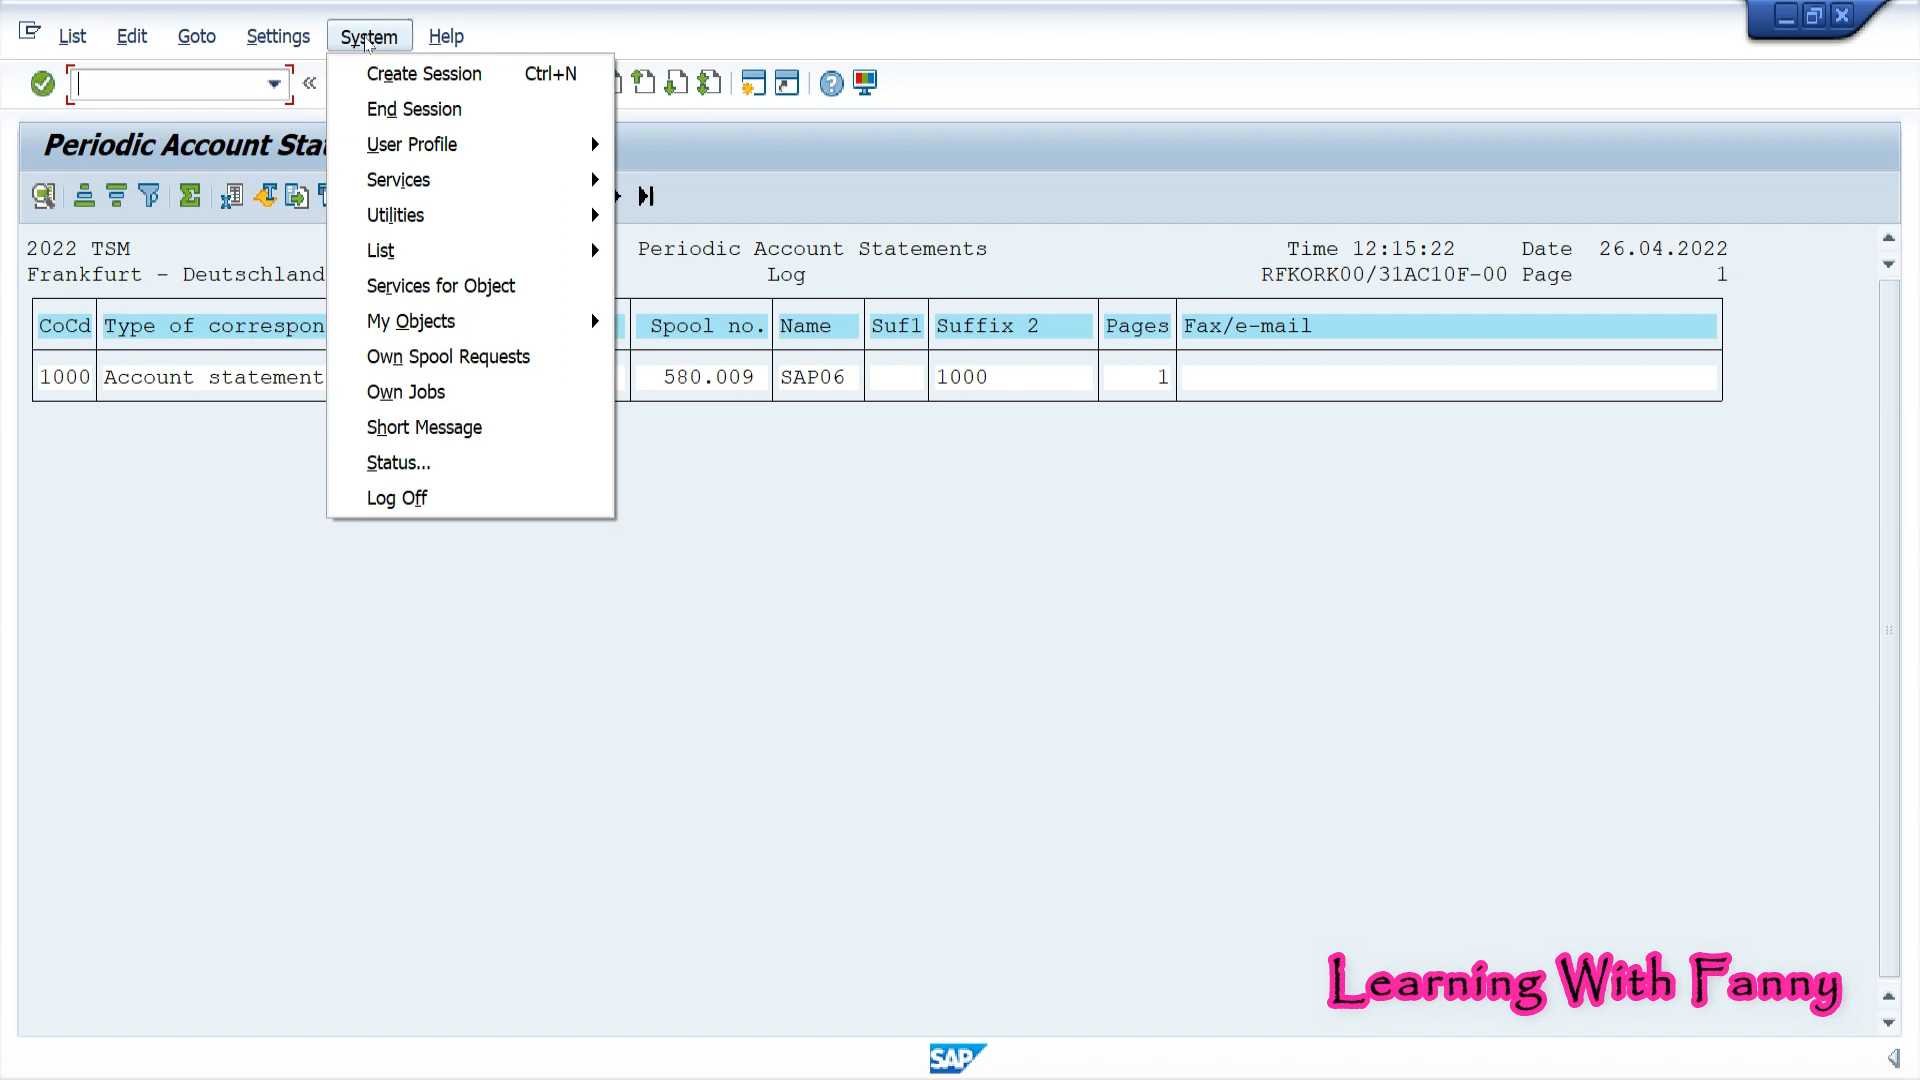 List Edit Goto Settings System Help
Create Session Ctrl+N
End Session
User Profile
Services
Utilities
List
Services for Object
My Objects
Own Spool Requests
Own Jobs
Short Message
Status...
Log Off
Periodic Account Stat
2022 TSM Periodic Account Statements Time 12:15:22 Date 26.04.2022
Frankfurt - Deutschland Log RFKORK00/31AC10F-00 Page 1
CoCd Type of correspon Spool no. Name Suf1 Suffix 2 Pages Fax/e-mail
1000 Account statement 580.009 SAP06 1000 1
Learning With Fanny
SAP